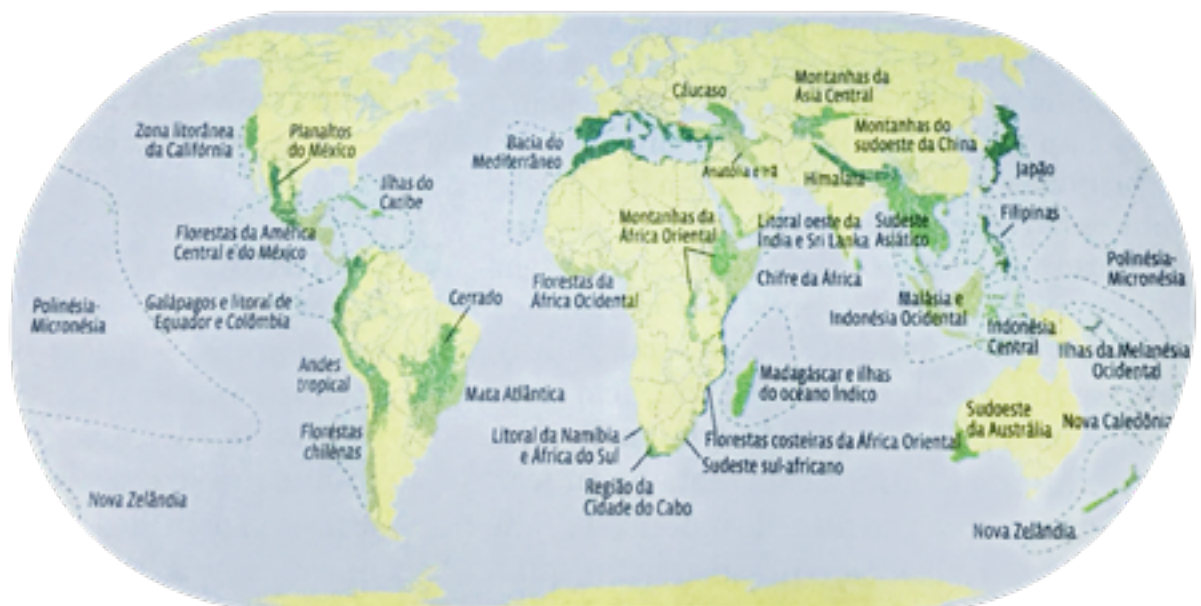 Cáucaso
Montanhas da
Ásia Central
Zona litorânea
da Califórnia
Planaltos
do México
Bacia do
Mediterrâneo
Montanhas do
sudoeste da China
Anatólia e Irã
Himalaia
Japão
Ilhas do
Caribe
Montanhas da
África Oriental
Litoral oeste da
Índia e Sri Lanka
Sudeste
Asiático
Filipinas
Florestas da América
Central e do México
Polinésia-
Micronésia
Florestas da
África Ocidental
Chifre da África
Polinésia-
Micronésia
Galápagos e litoral de
Equador e Colômbia
Cerrado
Malásia e
Indonésia Ocidental
Indonésia
Central
Ilhas da Melanésia
Ocidental
Andes
tropical
Mata Atlântica
Madagáscar e ilhas
do oceano Índico
Sudoeste
da Austrália
Nova Caledônia
Florestas
chilenas
Litoral da Namíbia
e África do Sul
Florestas costeiras da África Oriental
Sudeste sul-africano
Região da
Cidade do Cabo
Nova Zelândia
Nova Zelândia